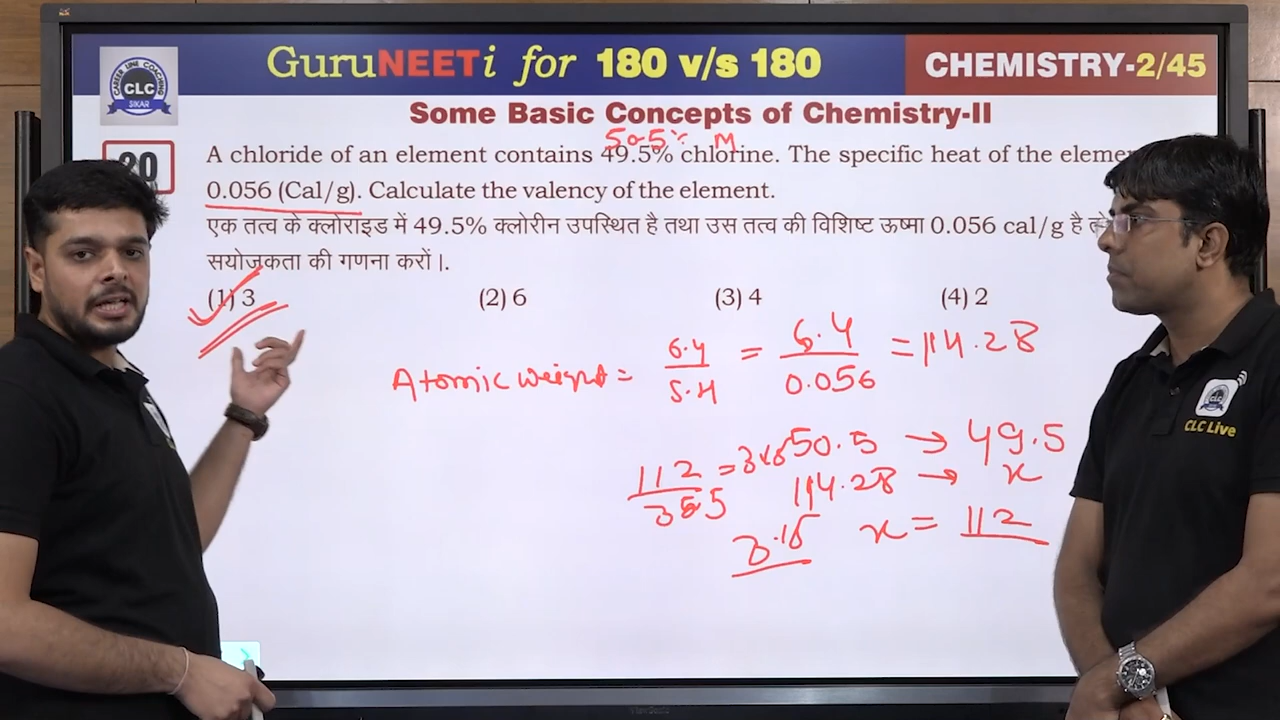 GuruNEETi for 180 v/s 180
CHEMISTRY-2/45
CAREER LINE COACHING
CLC
SIKAR
Some Basic Concepts of Chemistry-II
50.5% M
20
A chloride of an element contains 49.5% chlorine. The specific heat of the
0.056 (Cal/g). Calculate the valency of the element.
एक तत्व के क्लोराइड में 49.5% क्लोरीन उपस्थित है तथा उस तत्व की विशिष्ट ऊष्मा 0.056 cal/g है
सयोजकता की गणना करों।.
(1) 3 (2) 6 (3) 4 (4) 2
Atomic weight = 6.4/S.H = 6.4/0.056 = 114.28
50.5 → 49.5
114.28 → x
x = 112
3.15
CLC
CLC Live
ViewSonic